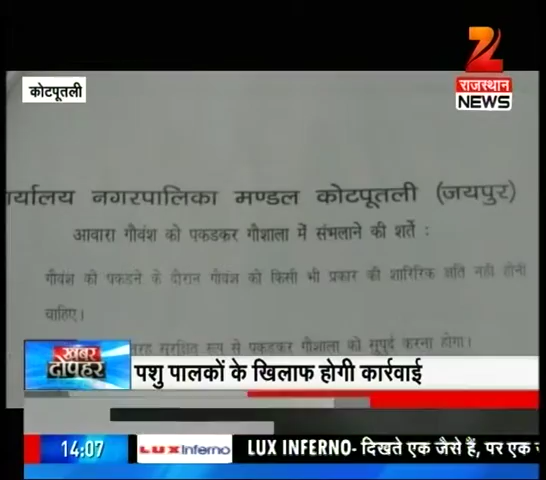 कोटपूतली
Z
राजस्थान
NEWS
र्यालय नगरपालिका मण्डल कोटपूतली (जयपुर)
आवारा गौवंश को पकडकर गौशाला में संभलाने की शर्ते :
गौवंश को पकडने के दौरान गौवंश को किसी भी प्रकार की शारिरिक क्षति नही होनी
चाहिए।
तरह सुरक्षित रूप से पकडकर गौशाला को सुपुर्द करना होगा।
खबर
दोपहर
पशु पालकों के खिलाफ होगी कार्रवाई
14:07 LUX Inferno LUX INFERNO- दिखते एक जैसे हैं, पर एक